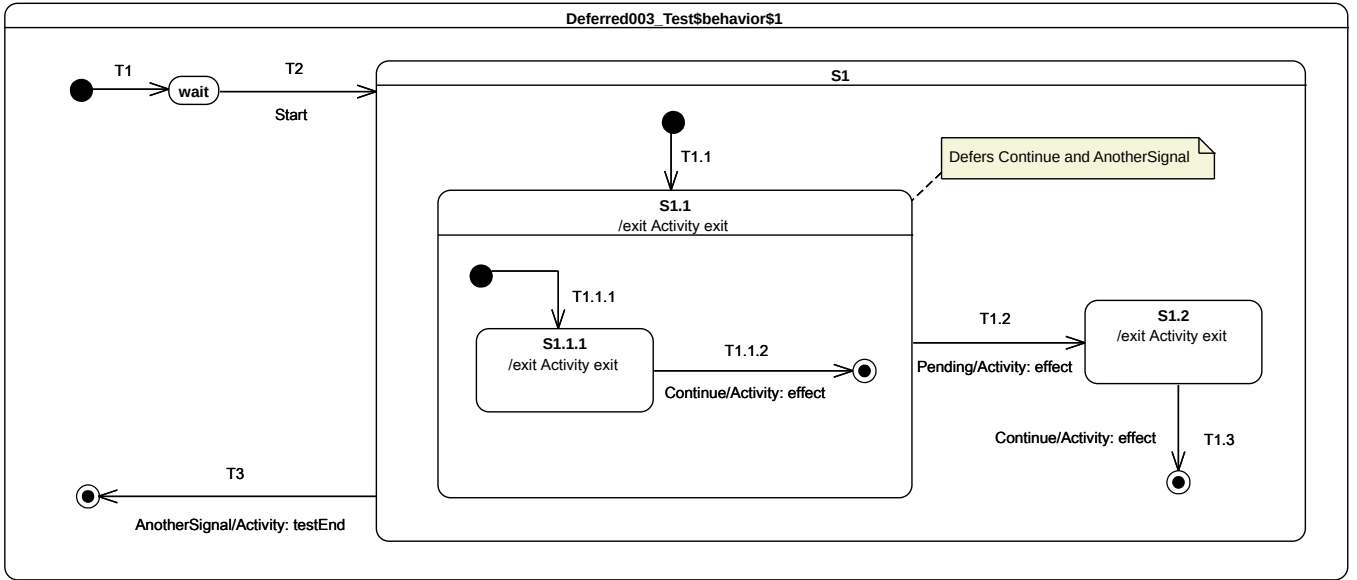 Deferred003_Test$behavior$1
T1
wait
T2
Start
S1
T1.1
Defers Continue and AnotherSignal
S1.1
/exit Activity exit
T1.1.1
S1.1.1
/exit Activity exit
T1.1.2
Continue/Activity: effect
T1.2
Pending/Activity: effect
S1.2
/exit Activity exit
Continue/Activity: effect
T1.3
T3
AnotherSignal/Activity: testEnd